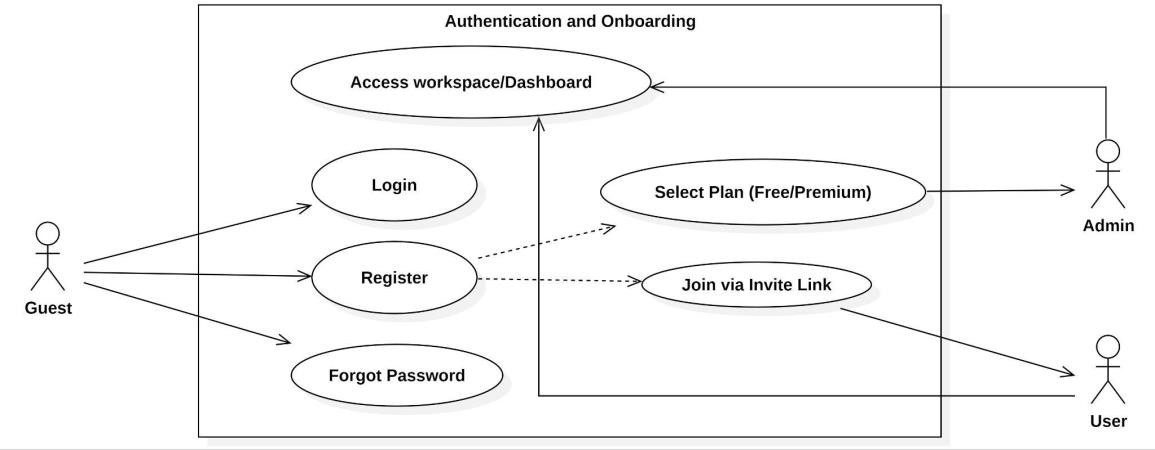 Authentication and Onboarding
Access workspace/Dashboard
Login
Select Plan (Free/Premium)
Admin
Register
Join via Invite Link
Guest
Forgot Password
User